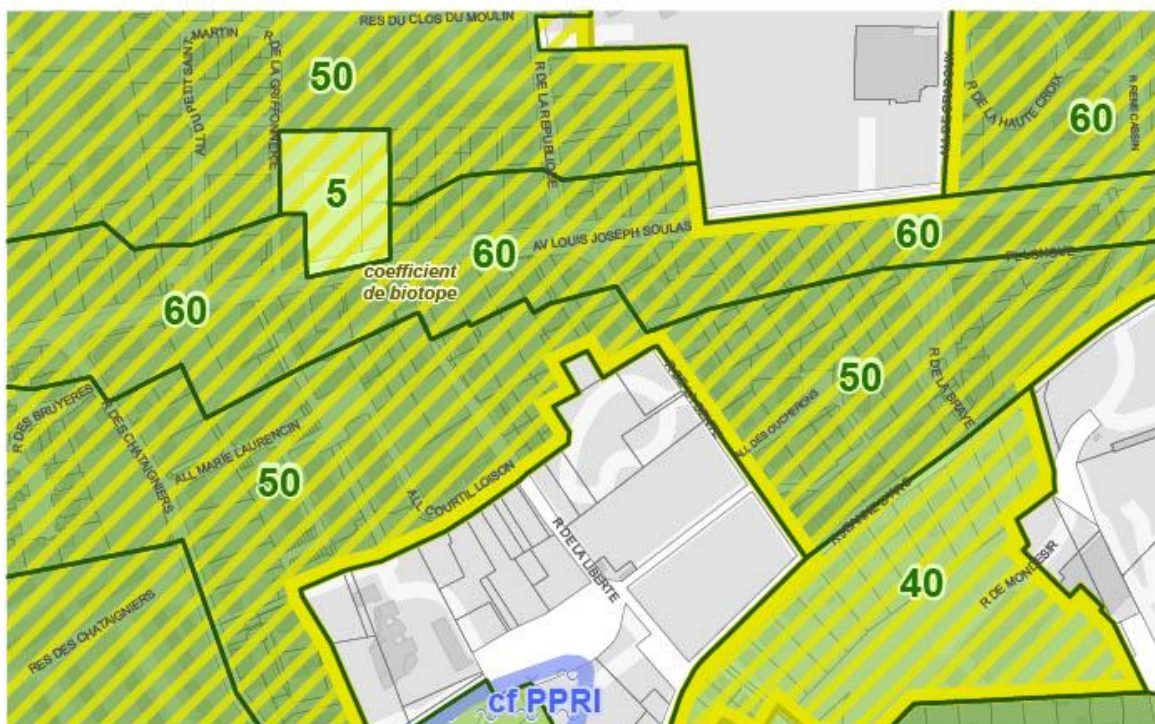 RES DU CLOS DU MOULIN
MARTIN
ALL DU PETIT SAINT
R DE LA GRIFFONNERIE
50
R DE LA REPUBLIQUE
R DE LA HAUTE CROIX
R RENE CASSIN
60
5
AV LOUIS JOSEPH SOULAS
60
60
coefficient
de biotope
60
50
R DE LA BRAYE
R DES BRUYERES
R DES CHATAIGNIERS
ALL MARIE LAURENCIN
50
ALL COURTIL LOISON
R DE LA LIBERTE
40
R DE MONDESIR
RES DES CHATAIGNIERS
cf PPRI